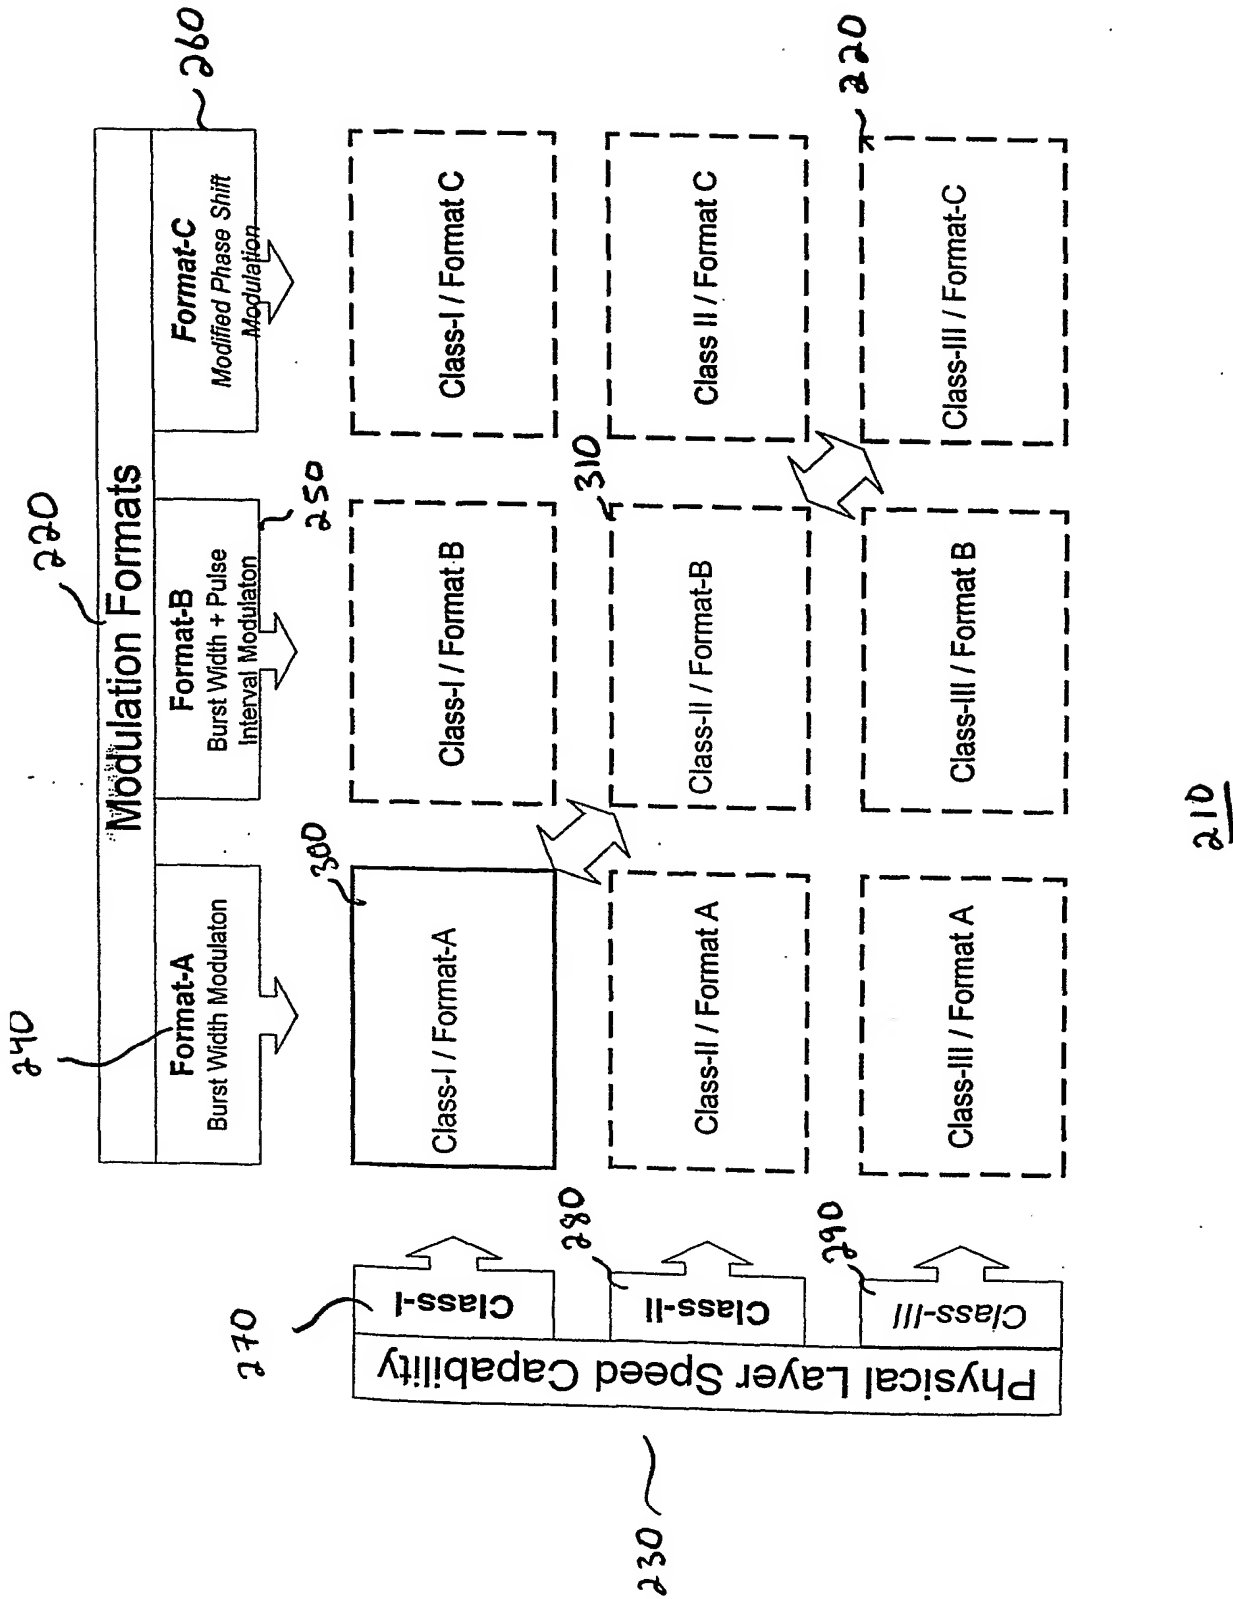 220
Modulation Formats
240
Format-A
Burst Width Modulaton
Format-B
Burst Width + Pulse
Interval Modulaton
250
Format-C
Modified Phase Shift
Modulation
260
230
Physical Layer Speed Capability
270
Class-I
300
Class-I / Format-A
Class-I / Format B
Class-I / Format C
280
Class-II
Class-II / Format A
310
Class-II / Format-B
Class II / Format C
290
Class-III
Class-III / Format A
Class-III / Format B
220
Class-III / Format-C
210